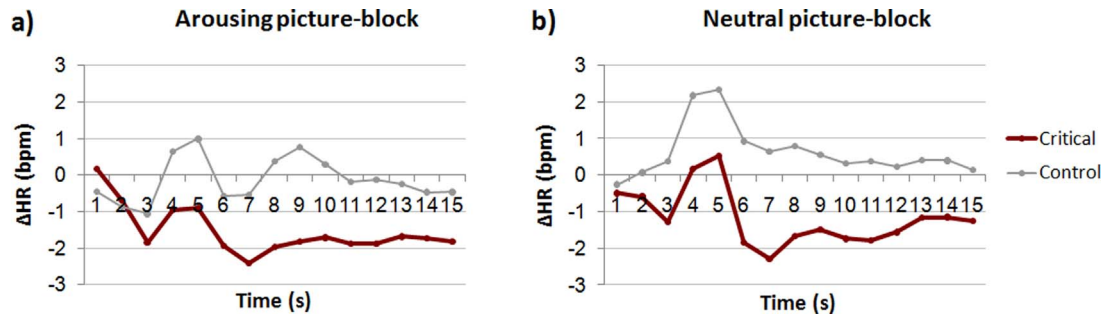 a) Arousing picture-block
3
2
1
0
-1
-2
-3
ΔHR (bpm)
1 2 3 4 5 6 7 8 9 10 11 12 13 14 15
Time (s)
b) Neutral picture-block
3
2
1
0
-1
-2
-3
ΔHR (bpm)
1 2 3 4 5 6 7 8 9 10 11 12 13 14 15
Time (s)
Critical
Control